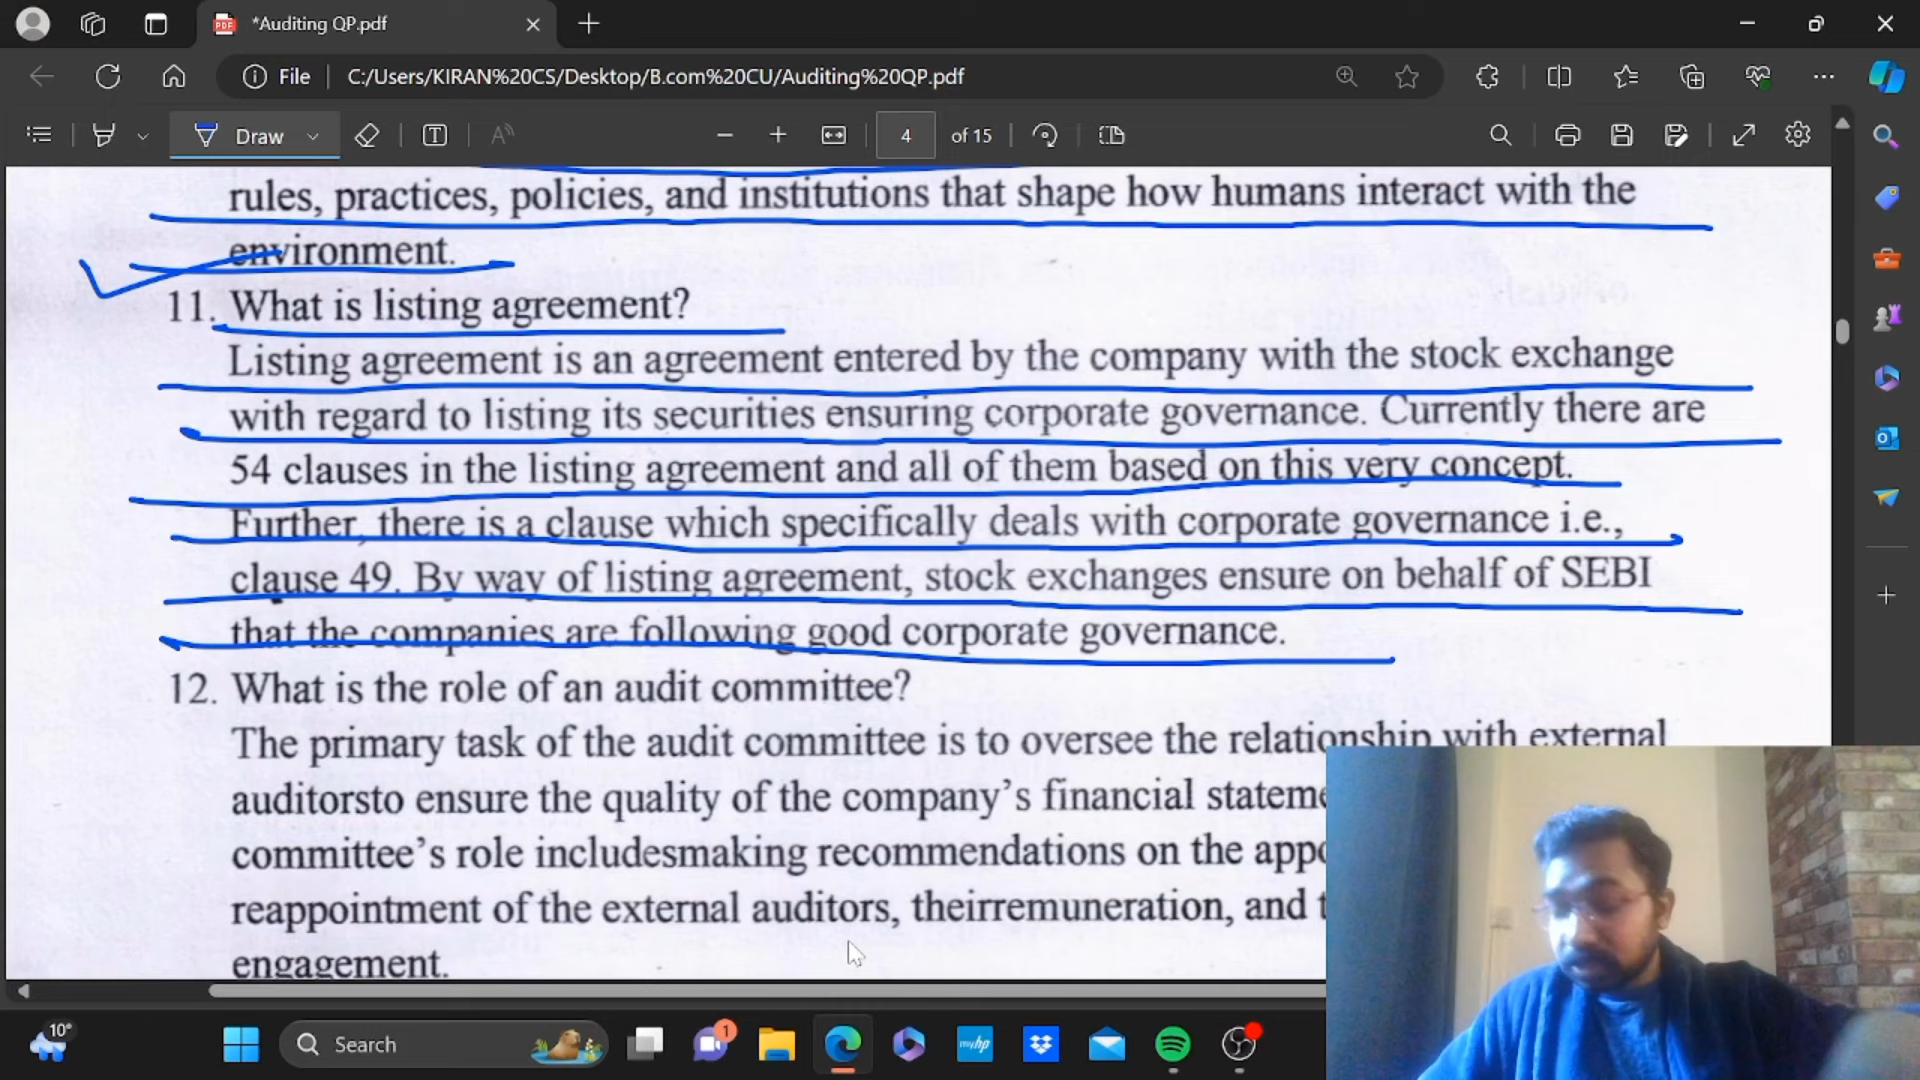 *Auditing QP.pdf
File
C:/Users/KIRAN%20CS/Desktop/B.com%20CU/Auditing%20QP.pdf
Draw
4 of 15
rules, practices, policies, and institutions that shape how humans interact with the
environment.
11. What is listing agreement?
Listing agreement is an agreement entered by the company with the stock exchange
with regard to listing its securities ensuring corporate governance. Currently there are
54 clauses in the listing agreement and all of them based on this very concept.
Further, there is a clause which specifically deals with corporate governance i.e.,
clause 49. By way of listing agreement, stock exchanges ensure on behalf of SEBI
that the companies are following good corporate governance.
12. What is the role of an audit committee?
The primary task of the audit committee is to oversee the relationship with external
auditorsto ensure the quality of the company's financial stateme
committee's role includesmaking recommendations on the appo
reappointment of the external auditors, theirremuneration, and t
engagement.
10°
Search
1
myhp